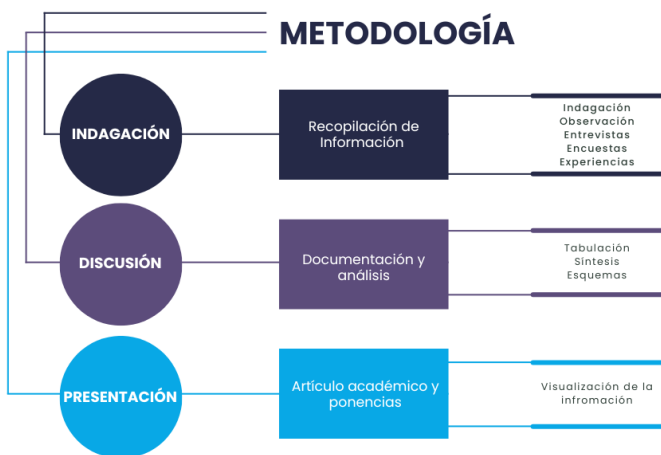 METODOLOGÍA
INDAGACIÓN
Recopilación de
Información
Indagación
Observación
Entrevistas
Encuestas
Experiencias
DISCUSIÓN
Documentación y
análisis
Tabulación
Síntesis
Esquemas
PRESENTACIÓN
Artículo académico y
ponencias
Visualización de la
infromación